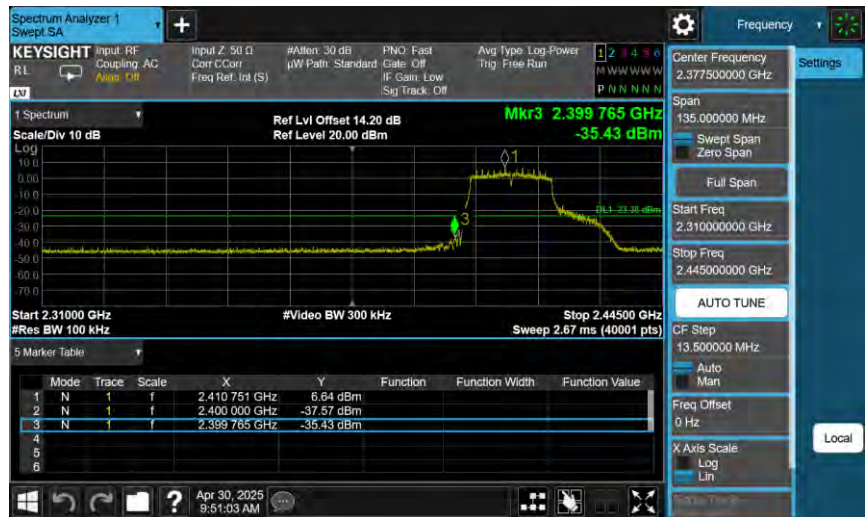 Spectrum Analyzer 1
Swept SA
+
Frequency
KEYSIGHT
RL
LXI
Input: RF
Coupling: AC
Align: Off
Input Z: 50 Ω
Corr CCorr
Freq Ref: Int (S)
#Atten: 30 dB
µW Path: Standard
PNO: Fast
Gate: Off
IF Gain: Low
Sig Track: Off
Avg Type: Log-Power
Trig: Free Run
1 2 3 4 5 6
M W W W W W
P N N N N N
1 Spectrum
Scale/Div 10 dB
Ref Lvl Offset 14.20 dB
Ref Level 20.00 dBm
Mkr3 2.399 765 GHz
-35.43 dBm
Log
10.0
0.00
-10.0
-20.0
-30.0
-40.0
-50.0
-60.0
-70.0
1
3
Start 2.31000 GHz
#Res BW 100 kHz
#Video BW 300 kHz
Stop 2.44500 GHz
Sweep 2.67 ms (40001 pts)
5 Marker Table
Mode Trace Scale X Y Function Function Width Function Value
1 N 1 f 2.410 751 GHz 6.64 dBm
2 N 1 f 2.400 000 GHz -37.57 dBm
3 N 1 f 2.399 765 GHz -35.43 dBm
4
5
6
?
Apr 30, 2025
9:51:03 AM
Center Frequency
2.377500000 GHz
Settings
Span
135.000000 MHz
Swept Span
Zero Span
Full Span
Start Freq
2.310000000 GHz
Stop Freq
2.445000000 GHz
AUTO TUNE
CF Step
13.500000 MHz
Auto
Man
Freq Offset
0 Hz
X Axis Scale
Log
Lin
Local